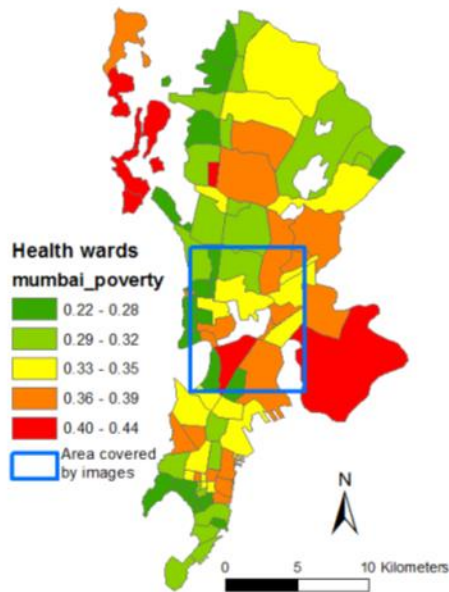 Health wards
mumbai_poverty
0.22 - 0.28
0.29 - 0.32
0.33 - 0.35
0.36 - 0.39
0.40 - 0.44
Area covered
by images
N
0 5 10 Kilometers